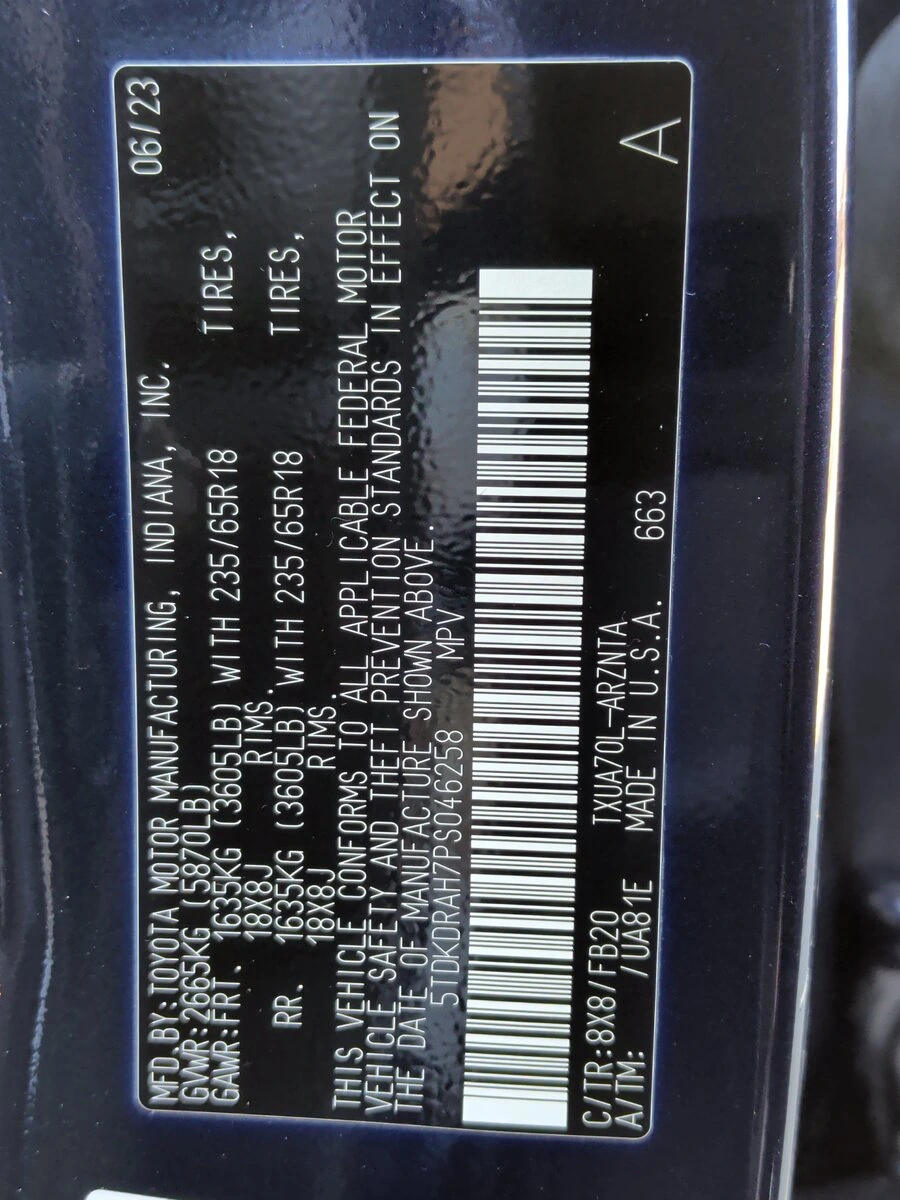 MFD.BY:TOYOTA MOTOR MANUFACTURING, INDIANA, INC. 06/23
GVWR:2665KG (5870LB)
GAWR:FRT. 1635KG (3605LB) WITH 235/65R18 TIRES,
18X8J RIMS.
RR. 1635KG (3605LB) WITH 235/65R18 TIRES,
18X8J RIMS.
THIS VEHICLE CONFORMS TO ALL APPLICABLE FEDERAL MOTOR
VEHICLE SAFETY AND THEFT PREVENTION STANDARDS IN EFFECT ON
THE DATE OF MANUFACTURE SHOWN ABOVE.
5TDKDRAH7PS046258 MPV
C/TR:8X8/FB20 TXUA70L-ARZNTA A
A/TM: /UA81E MADE IN U.S.A. 663